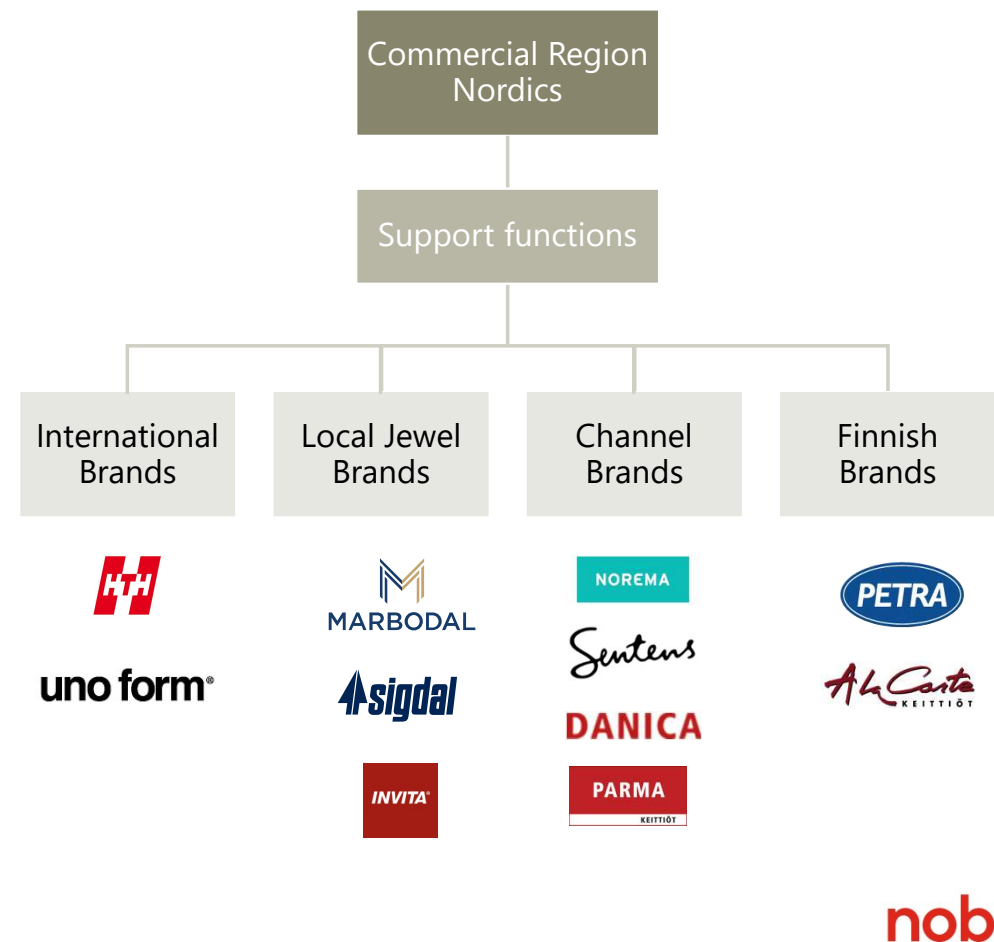 Commercial Region
Nordics
Support functions
International
Brands
Local Jewel
Brands
Channel
Brands
Finnish
Brands
HTH
uno form®
MARBODAL
sigdal
INVITA®
NOREMA
Sentens
DANICA
PARMA
KEITTIÖT
PETRA
A la Carte
KEITTIÖT
nob